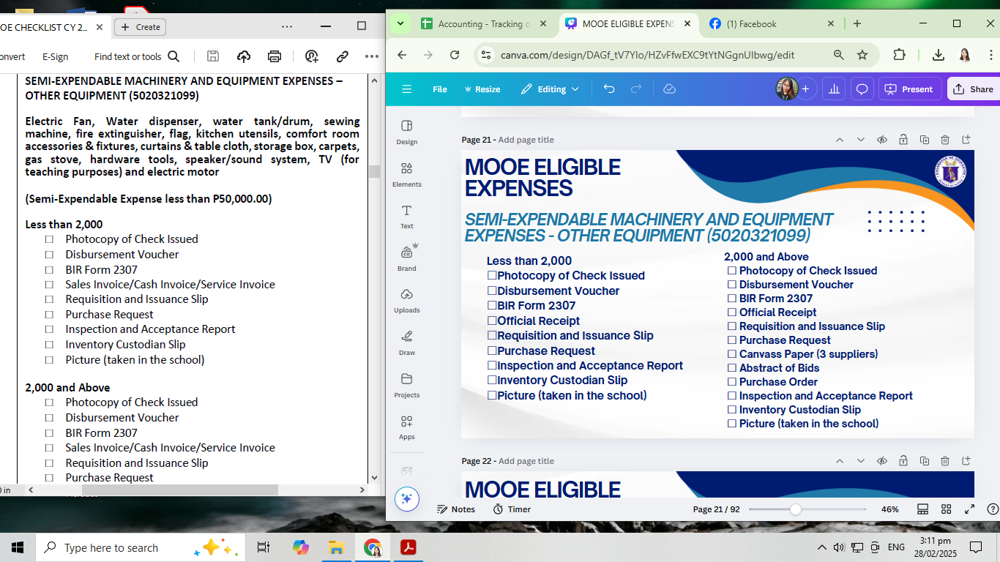 OE CHECKLIST CY 2...
Create
onvert
E-Sign
Find text or tools
SEMI-EXPENDABLE MACHINERY AND EQUIPMENT EXPENSES –
OTHER EQUIPMENT (5020321099)
Electric Fan, Water dispenser, water tank/drum, sewing
machine, fire extinguisher, flag, kitchen utensils, comfort room
accessories & fixtures, curtains & table cloth, storage box, carpets,
gas stove, hardware tools, speaker/sound system, TV (for
teaching purposes) and electric motor
(Semi-Expendable Expense less than P50,000.00)
Less than 2,000
☐ Photocopy of Check Issued
☐ Disbursement Voucher
☐ BIR Form 2307
☐ Sales Invoice/Cash Invoice/Service Invoice
☐ Requisition and Issuance Slip
☐ Purchase Request
☐ Inspection and Acceptance Report
☐ Inventory Custodian Slip
☐ Picture (taken in the school)
2,000 and Above
☐ Photocopy of Check Issued
☐ Disbursement Voucher
☐ BIR Form 2307
☐ Sales Invoice/Cash Invoice/Service Invoice
☐ Requisition and Issuance Slip
☐ Purchase Request
0 in
Accounting - Tracking o
MOOE ELIGIBLE EXPENS
(1) Facebook
canva.com/design/DAGf_tV7YIo/HZvFfwEXC9tYtNGgnUIbwg/edit
File
Resize
Editing
Present
Share
Design
Elements
Text
Brand
Uploads
Draw
Projects
Apps
Page 21 - Add page title
MOOE ELIGIBLE
EXPENSES
SEMI-EXPENDABLE MACHINERY AND EQUIPMENT
EXPENSES - OTHER EQUIPMENT (5020321099)
Less than 2,000
☐Photocopy of Check Issued
☐Disbursement Voucher
☐BIR Form 2307
☐Official Receipt
☐Requisition and Issuance Slip
☐Purchase Request
☐Inspection and Acceptance Report
☐Inventory Custodian Slip
☐Picture (taken in the school)
2,000 and Above
☐ Photocopy of Check Issued
☐ Disbursement Voucher
☐ BIR Form 2307
☐ Official Receipt
☐ Requisition and Issuance Slip
☐ Purchase Request
☐ Canvass Paper (3 suppliers)
☐ Abstract of Bids
☐ Purchase Order
☐ Inspection and Acceptance Report
☐ Inventory Custodian Slip
☐ Picture (taken in the school)
Page 22 - Add page title
MOOE ELIGIBLE
Notes
Timer
Page 21 / 92
46%
Type here to search
ENG
3:11 pm
28/02/2025